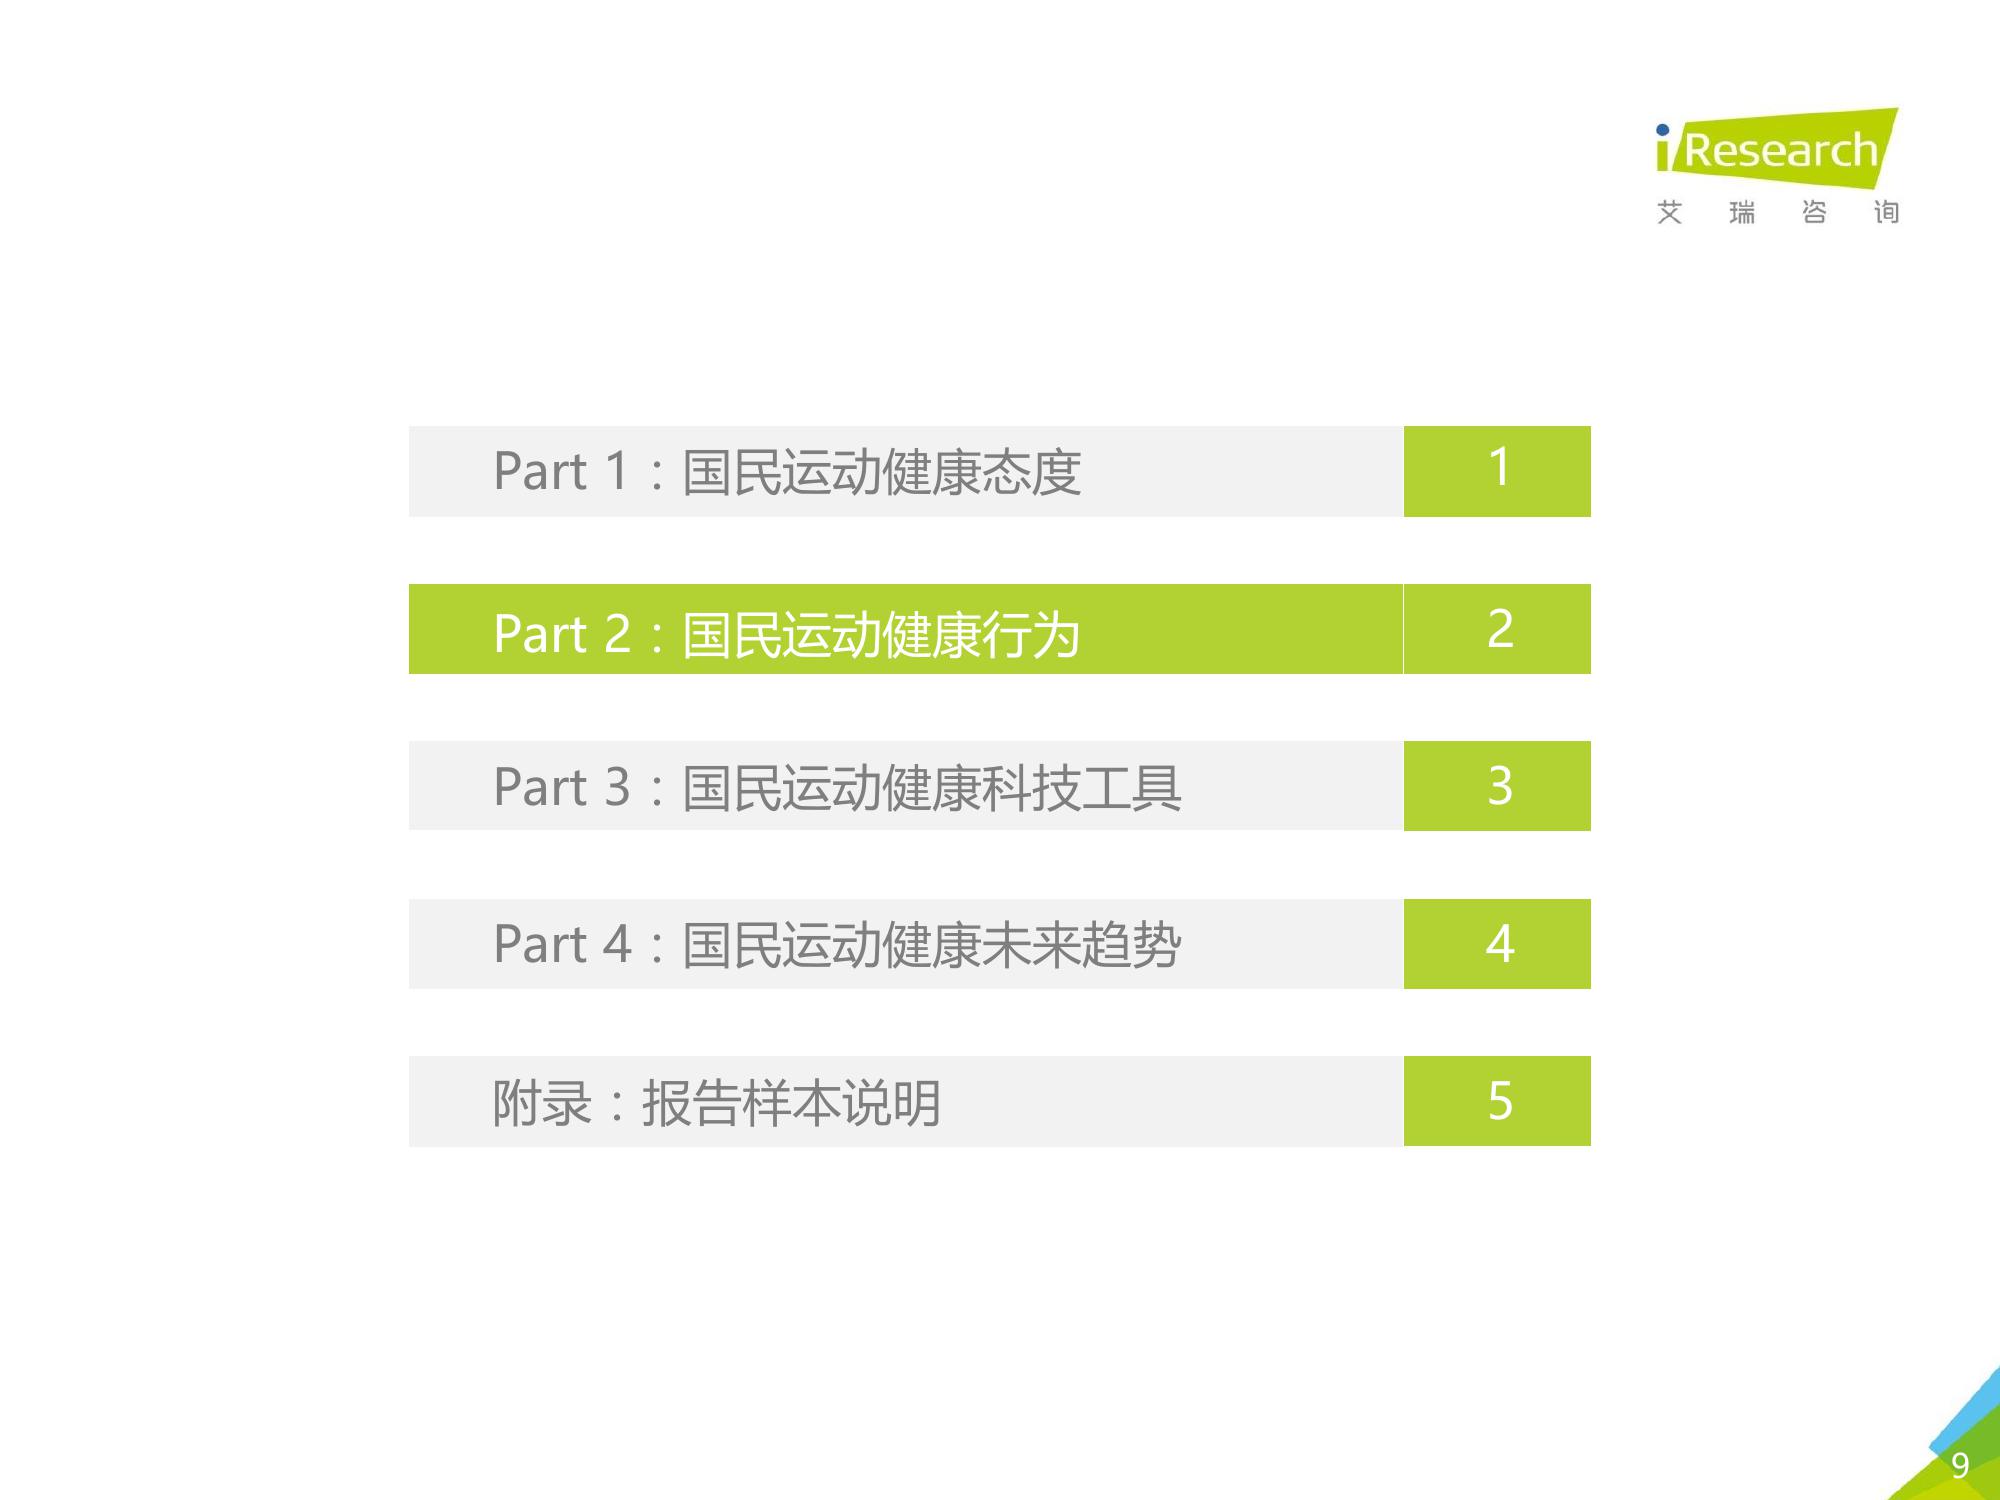 iResearch
艾瑞咨询
Part 1：国民运动健康态度
1
Part 2：国民运动健康行为
2
Part 3：国民运动健康科技工具
3
Part 4：国民运动健康未来趋势
4
附录：报告样本说明
5
9